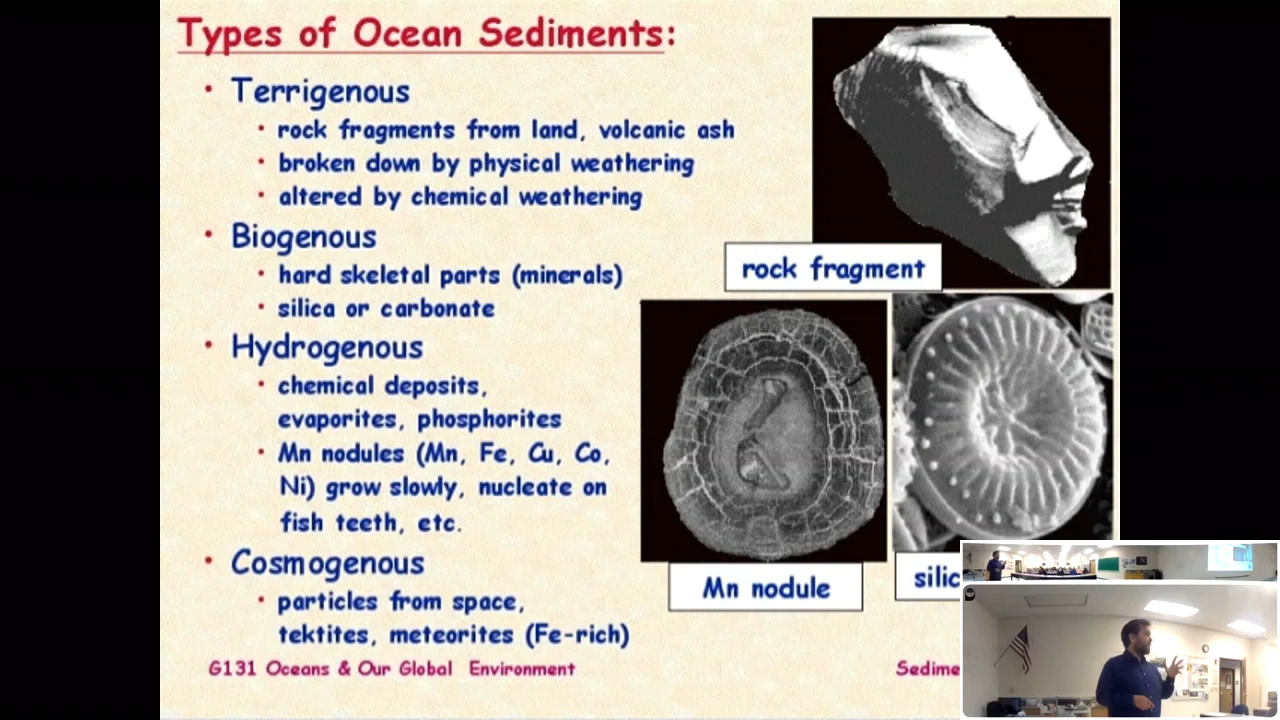 Types of Ocean Sediments:
• Terrigenous
• rock fragments from land, volcanic ash
• broken down by physical weathering
• altered by chemical weathering
• Biogenous
• hard skeletal parts (minerals)
• silica or carbonate
• Hydrogenous
• chemical deposits,
evaporites, phosphorites
• Mn nodules (Mn, Fe, Cu, Co,
Ni) grow slowly, nucleate on
fish teeth, etc.
• Cosmogenous
• particles from space,
tektites, meteorites (Fe-rich)
rock fragment
Mn nodule
silic
G131 Oceans & Our Global Environment
Sedime